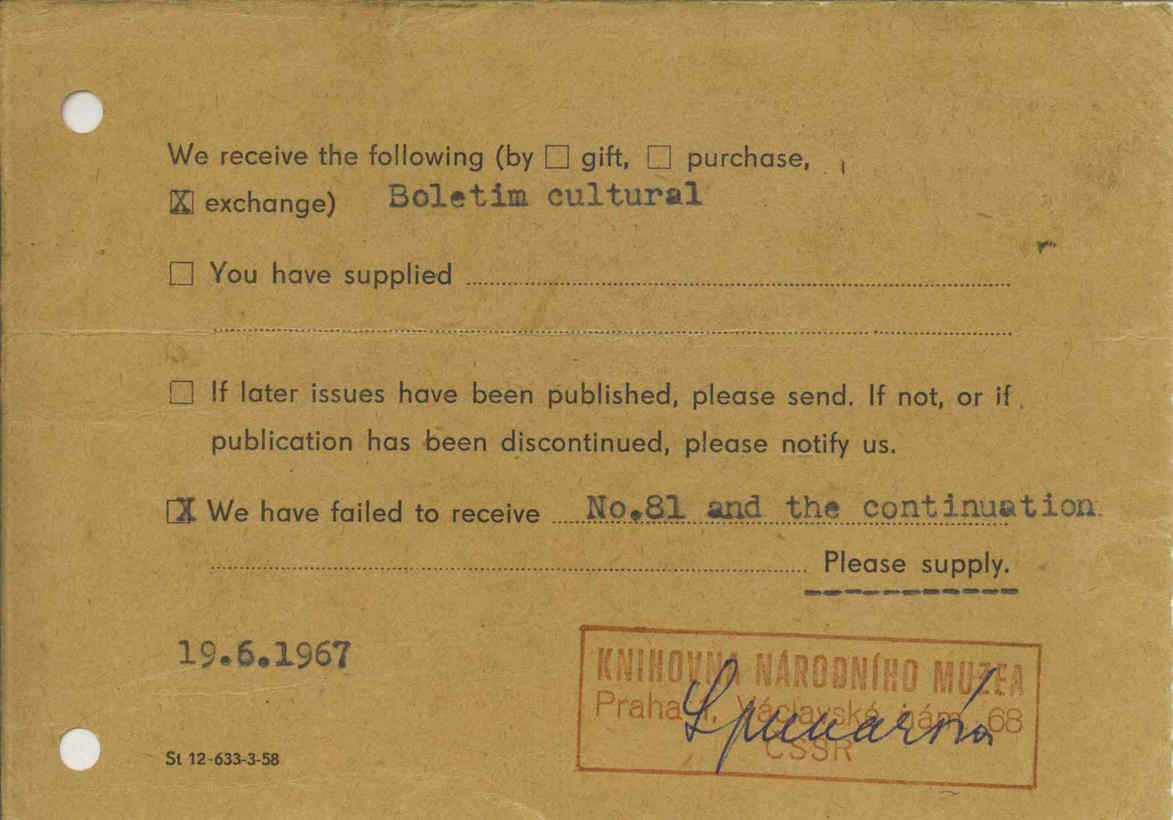 We receive the following (by ☐ gift, ☐ purchase,
☒ exchange) Boletim cultural
☐ You have supplied
☐ If later issues have been published, please send. If not, or if
publication has been discontinued, please notify us.
☒ We have failed to receive No.81 and the continuation
Please supply.
19.6.1967
KNIHOVNA NÁRODNÍHO MUZEA
Praha 1, Václavské nám. 68
ČSSR
St 12-633-3-58